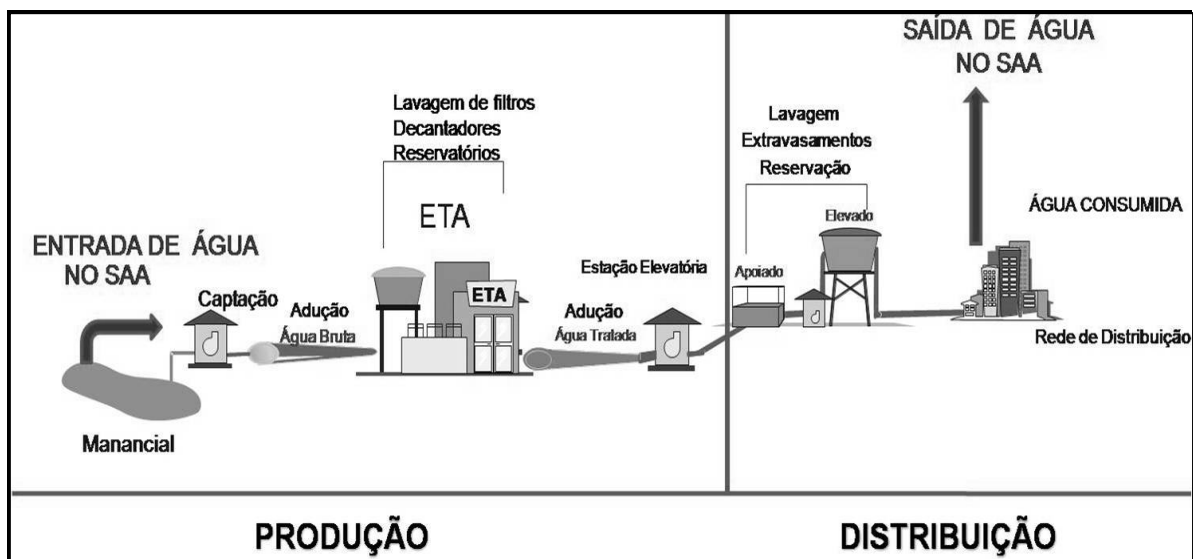 SAÍDA DE ÁGUA
NO SAA
Lavagem de filtros
Decantadores
Reservatórios
Lavagem
Extravasamentos
Reservação
ETA
Elevado
ÁGUA CONSUMIDA
ENTRADA DE ÁGUA
NO SAA
Estação Elevatória
Apoiado
Captação
ETA
Adução
Água Bruta
Adução
Água Tratada
Rede de Distribuição
Manancial
PRODUÇÃO
DISTRIBUIÇÃO